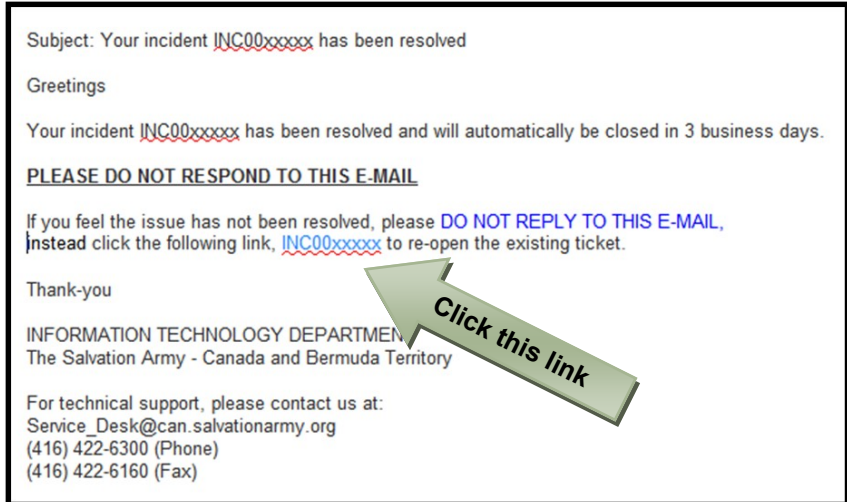 Subject: Your incident INC00xxxxx has been resolved
Greetings
Your incident INC00xxxxx has been resolved and will automatically be closed in 3 business days.
PLEASE DO NOT RESPOND TO THIS E-MAIL
If you feel the issue has not been resolved, please DO NOT REPLY TO THIS E-MAIL,
instead click the following link, INC00xxxxx to re-open the existing ticket.
Thank-you
INFORMATION TECHNOLOGY DEPARTMEN
The Salvation Army - Canada and Bermuda Territory
For technical support, please contact us at:
Service_Desk@can.salvationarmy.org
(416) 422-6300 (Phone)
(416) 422-6160 (Fax)
Click this link